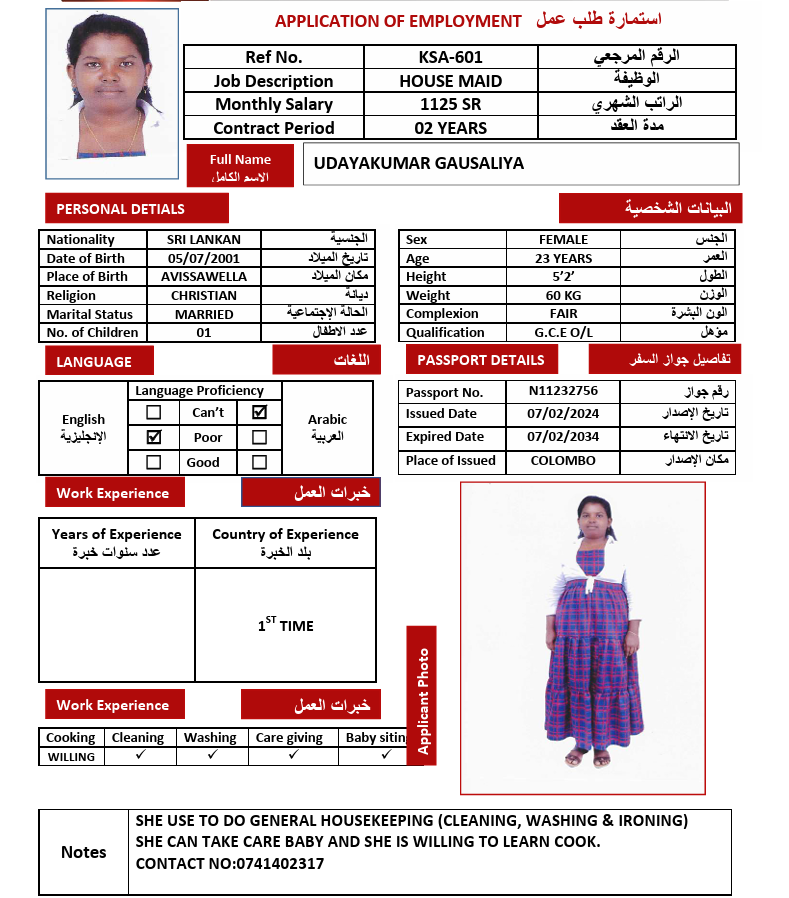 APPLICATION OF EMPLOYMENT استمارة طلب عمل
Ref No. KSA-601 الرقم المرجعي
Job Description HOUSE MAID الوظيفة
Monthly Salary 1125 SR الراتب الشهري
Contract Period 02 YEARS مدة العقد
Full Name
الاسم الكامل
UDAYAKUMAR GAUSALIYA
PERSONAL DETIALS البيانات الشخصية
Nationality SRI LANKAN الجنسية
Date of Birth 05/07/2001 تاريخ الميلاد
Place of Birth AVISSAWELLA مكان الميلاد
Religion CHRISTIAN ديانة
Marital Status MARRIED الحالة الإجتماعية
No. of Children 01 عدد الاطفال
Sex FEMALE الجنس
Age 23 YEARS العمر
Height 5’2’ الطول
Weight 60 KG الوزن
Complexion FAIR الون البشرة
Qualification G.C.E O/L مؤهل
LANGUAGE اللغات
Language Proficiency
English
الإنجليزية
☐ Can’t ☑
☑ Poor ☐
☐ Good ☐
Arabic
العربية
PASSPORT DETAILS تفاصيل جواز السفر
Passport No. N11232756 رقم جواز
Issued Date 07/02/2024 تاريخ الإصدار
Expired Date 07/02/2034 تاريخ الانتهاء
Place of Issued COLOMBO مكان الإصدار
Work Experience خبرات العمل
Years of Experience Country of Experience
عدد سنوات خبرة بلد الخبرة
1ST TIME
Applicant Photo
Work Experience خبرات العمل
Cooking Cleaning Washing Care giving Baby siting
WILLING ✓ ✓ ✓ ✓
Notes
SHE USE TO DO GENERAL HOUSEKEEPING (CLEANING, WASHING & IRONING)
SHE CAN TAKE CARE BABY AND SHE IS WILLING TO LEARN COOK.
CONTACT NO:0741402317